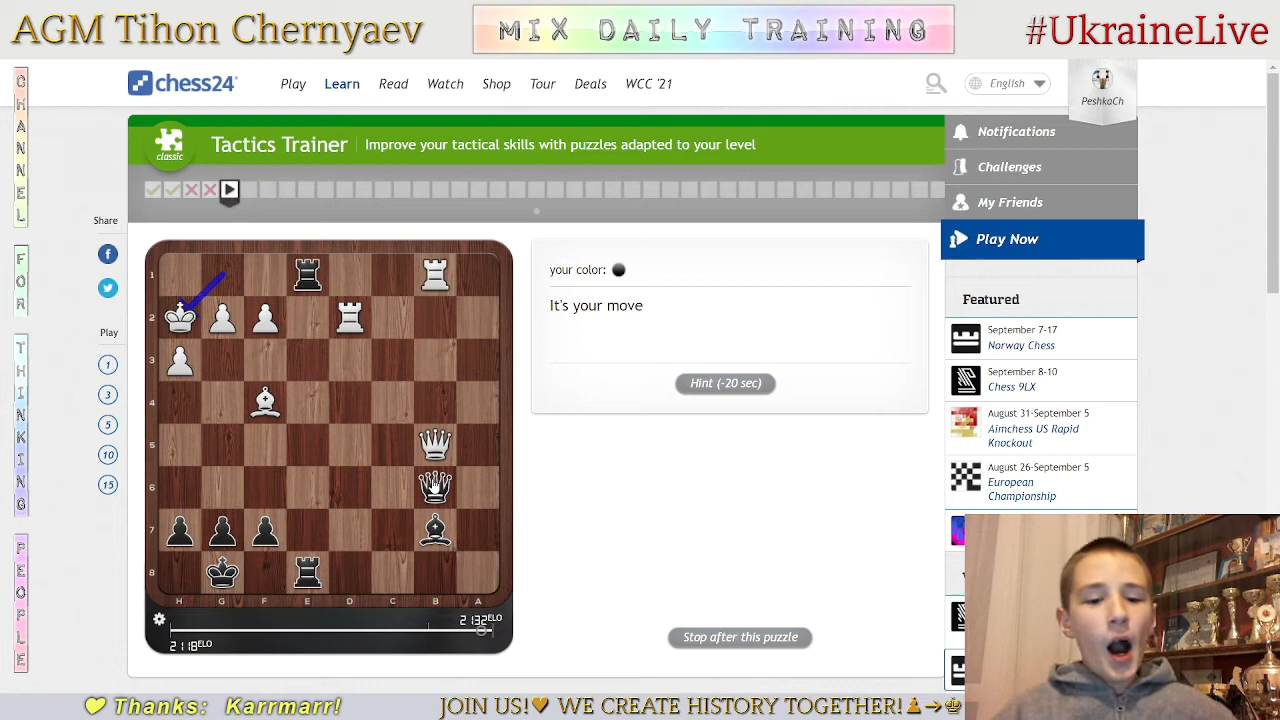 AGM Tihon Chernyaev
MIX DAILY TRAINING
#UkraineLive
CHANNEL
FOR
THINKING
PEOPLE
chess24
Play
Learn
Read
Watch
Shop
Tour
Deals
WCC '21
English
PeshkaCh
classic
Tactics Trainer
Improve your tactical skills with puzzles adapted to your level
Notifications
Challenges
My Friends
Play Now
Share
Play
1
3
5
10
15
1
2
3
4
5
6
7
8
H G F E D C B A
2132ELO
2118ELO
your color:
It's your move
Hint (-20 sec)
Stop after this puzzle
Featured
September 7-17
Norway Chess
September 8-10
Chess 9LX
August 31-September 5
Aimchess US Rapid
Knockout
August 26-September 5
European
Championship
Thanks: Karrmarr!
JOIN US! WE CREATE HISTORY TOGETHER!